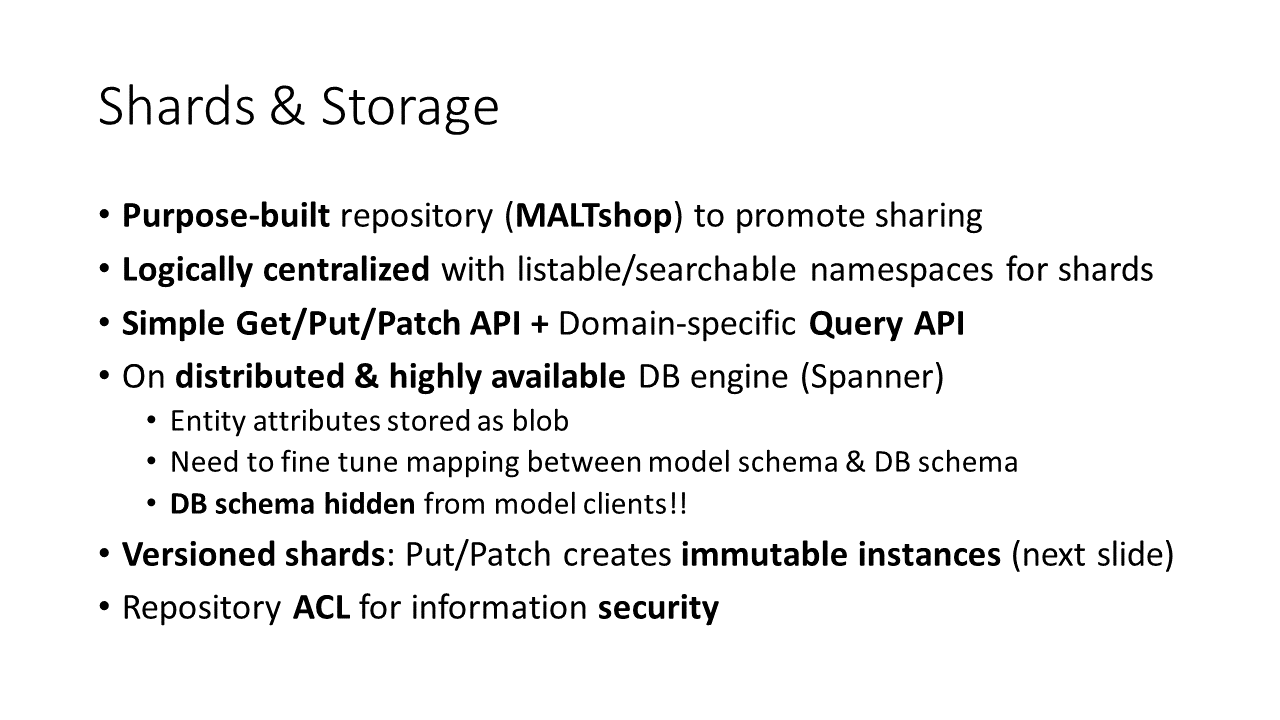 Shards & Storage
• Purpose-built repository (MALTshop) to promote sharing
• Logically centralized with listable/searchable namespaces for shards
• Simple Get/Put/Patch API + Domain-specific Query API
• On distributed & highly available DB engine (Spanner)
• Entity attributes stored as blob
• Need to fine tune mapping between model schema & DB schema
• DB schema hidden from model clients!!
• Versioned shards: Put/Patch creates immutable instances (next slide)
• Repository ACL for information security